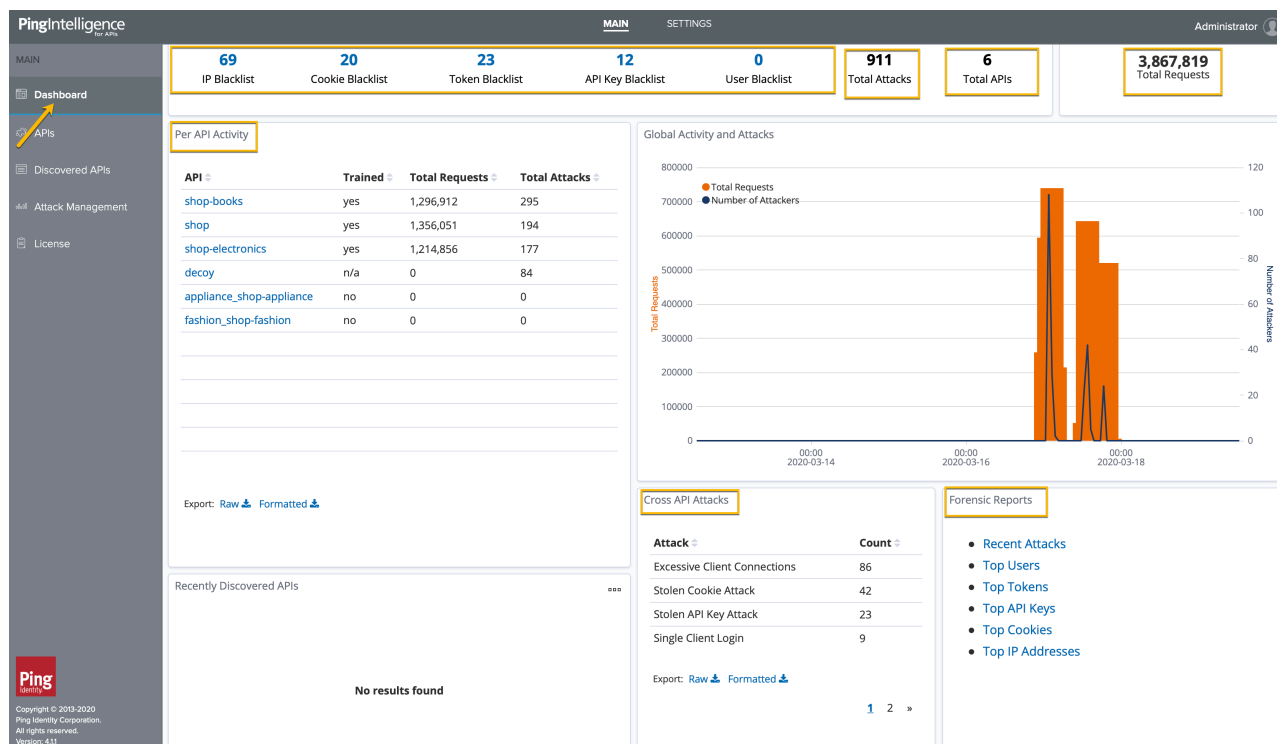 PingIntelligence
for APIs
MAIN SETTINGS
Administrator
MAIN
Dashboard
APIs
Discovered APIs
Attack Management
License
69 20 23 12 0 911 6 3,867,819
IP Blacklist Cookie Blacklist Token Blacklist API Key Blacklist User Blacklist Total Attacks Total APIs Total Requests
Per API Activity
API Trained Total Requests Total Attacks
shop-books yes 1,296,912 295
shop yes 1,356,051 194
shop-electronics yes 1,214,856 177
decoy n/a 0 84
appliance_shop-appliance no 0 0
fashion_shop-fashion no 0 0
Export: Raw Formatted
Global Activity and Attacks
Total Requests
Number of Attackers
800000
700000
600000
500000
400000
300000
200000
100000
0
Total Requests
120
100
80
60
40
20
0
Number of Attackers
00:00 00:00 00:00
2020-03-14 2020-03-16 2020-03-18
Recently Discovered APIs
No results found
Cross API Attacks
Attack Count
Excessive Client Connections 86
Stolen Cookie Attack 42
Stolen API Key Attack 23
Single Client Login 9
Export: Raw Formatted
1 2 »
Forensic Reports
Recent Attacks
Top Users
Top Tokens
Top API Keys
Top Cookies
Top IP Addresses
Ping
Identity
Copyright © 2013-2020
Ping Identity Corporation.
All rights reserved.
Version: 4.1.1